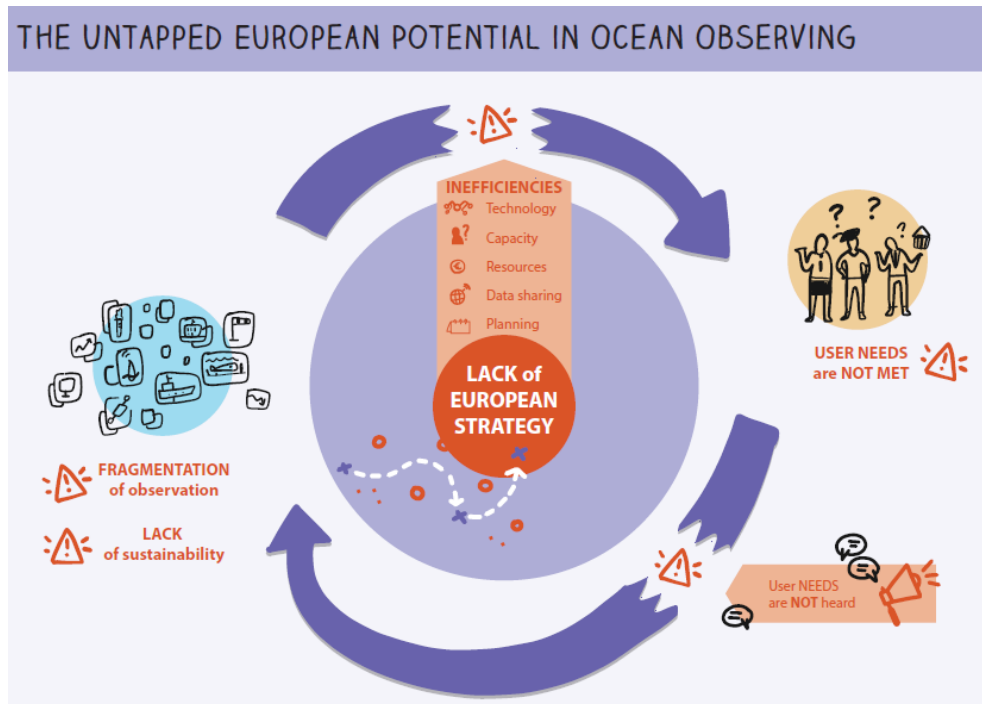 THE UNTAPPED EUROPEAN POTENTIAL IN OCEAN OBSERVING
INEFFICIENCIES
Technology
Capacity
Resources
Data sharing
Planning
LACK of
EUROPEAN
STRATEGY
USER NEEDS
are NOT MET
FRAGMENTATION
of observation
LACK
of sustainability
User NEEDS
are NOT heard